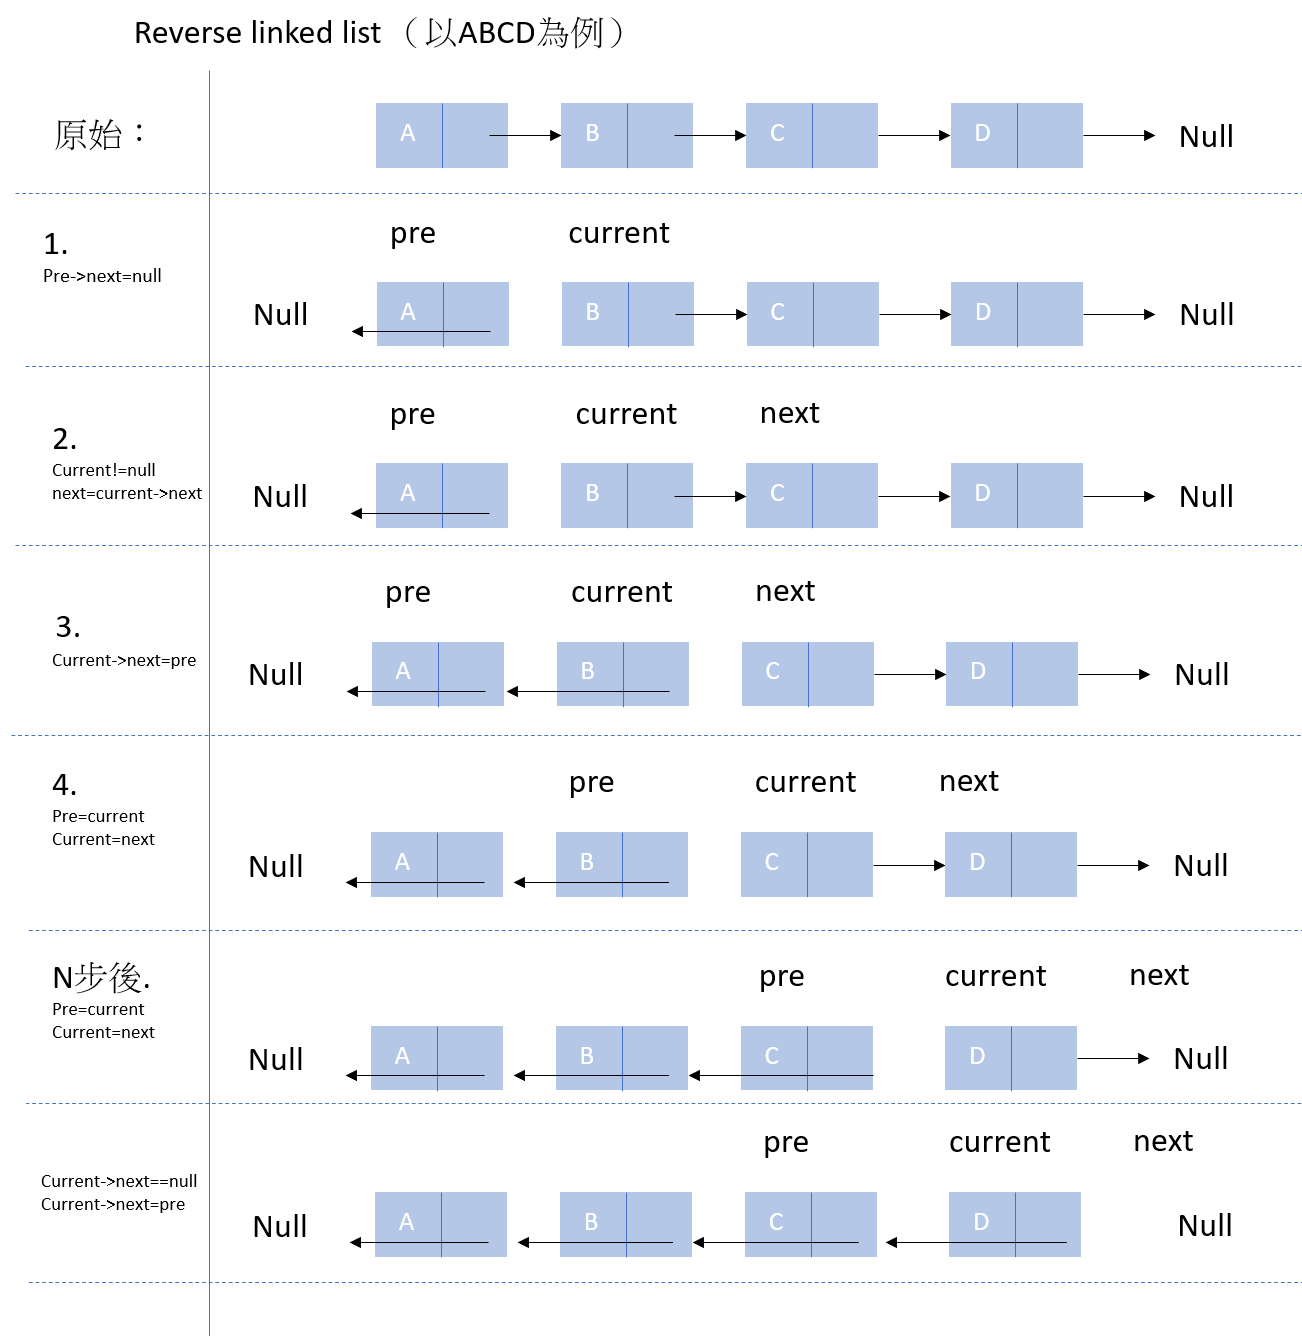 Reverse linked list （以ABCD為例）
原始：
A B C D Null
1.
Pre->next=null
pre current
Null A B C D Null
2.
Current!=null
next=current->next
pre current next
Null A B C D Null
3.
Current->next=pre
pre current next
Null A B C D Null
4.
Pre=current
Current=next
pre current next
Null A B C D Null
N步後.
Pre=current
Current=next
pre current next
Null A B C D Null
Current->next==null
Current->next=pre
pre current next
Null A B C D Null